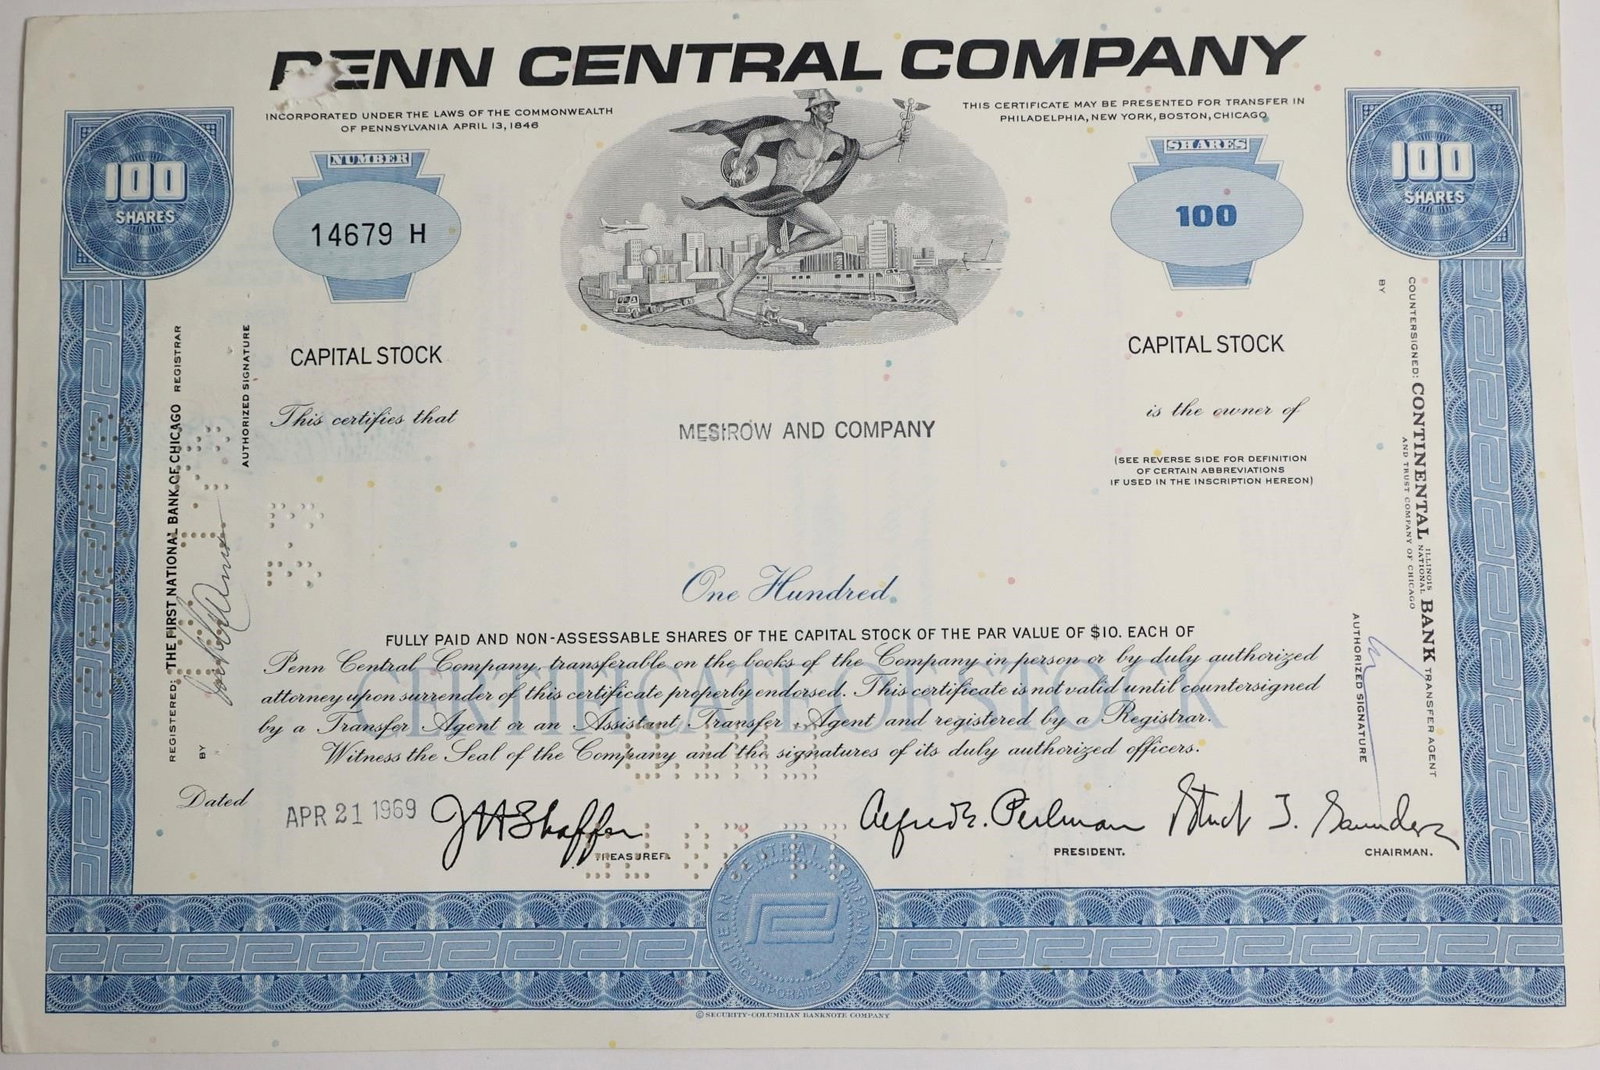 PENN CENTRAL COMPANY
INCORPORATED UNDER THE LAWS OF THE COMMONWEALTH
OF PENNSYLVANIA APRIL 13, 1846
THIS CERTIFICATE MAY BE PRESENTED FOR TRANSFER IN
PHILADELPHIA, NEW YORK, BOSTON, CHICAGO
100
SHARES
NUMBER
14679 H
SHARES
100
100
SHARES
CAPITAL STOCK
CAPITAL STOCK
This certifies that
MESIROW AND COMPANY
is the owner of
(SEE REVERSE SIDE FOR DEFINITION
OF CERTAIN ABBREVIATIONS
IF USED IN THE INSCRIPTION HEREON)
One Hundred
FULLY PAID AND NON-ASSESSABLE SHARES OF THE CAPITAL STOCK OF THE PAR VALUE OF $10. EACH OF
Penn Central Company, transferable on the books of the Company in person or by duly authorized
attorney upon surrender of this certificate properly endorsed. This certificate is not valid until countersigned
by a Transfer Agent or an Assistant Transfer Agent and registered by a Registrar.
Witness the Seal of the Company and the signatures of its duly authorized officers.
CERTIFICATE OF STOCK
Dated
APR 21 1969
J H Shaffer
TREASURER
Alfred E. Perlman
PRESIDENT.
Stuart T. Saunders
CHAIRMAN.
REGISTERED: THE FIRST NATIONAL BANK OF CHICAGO REGISTRAR
BY
AUTHORIZED SIGNATURE
COUNTERSIGNED: CONTINENTAL ILLINOIS NATIONAL BANK TRANSFER AGENT
AND TRUST COMPANY OF CHICAGO
BY
AUTHORIZED SIGNATURE
PENN CENTRAL COMPANY
INCORPORATED 1846
© SECURITY-COLUMBIAN BANKNOTE COMPANY